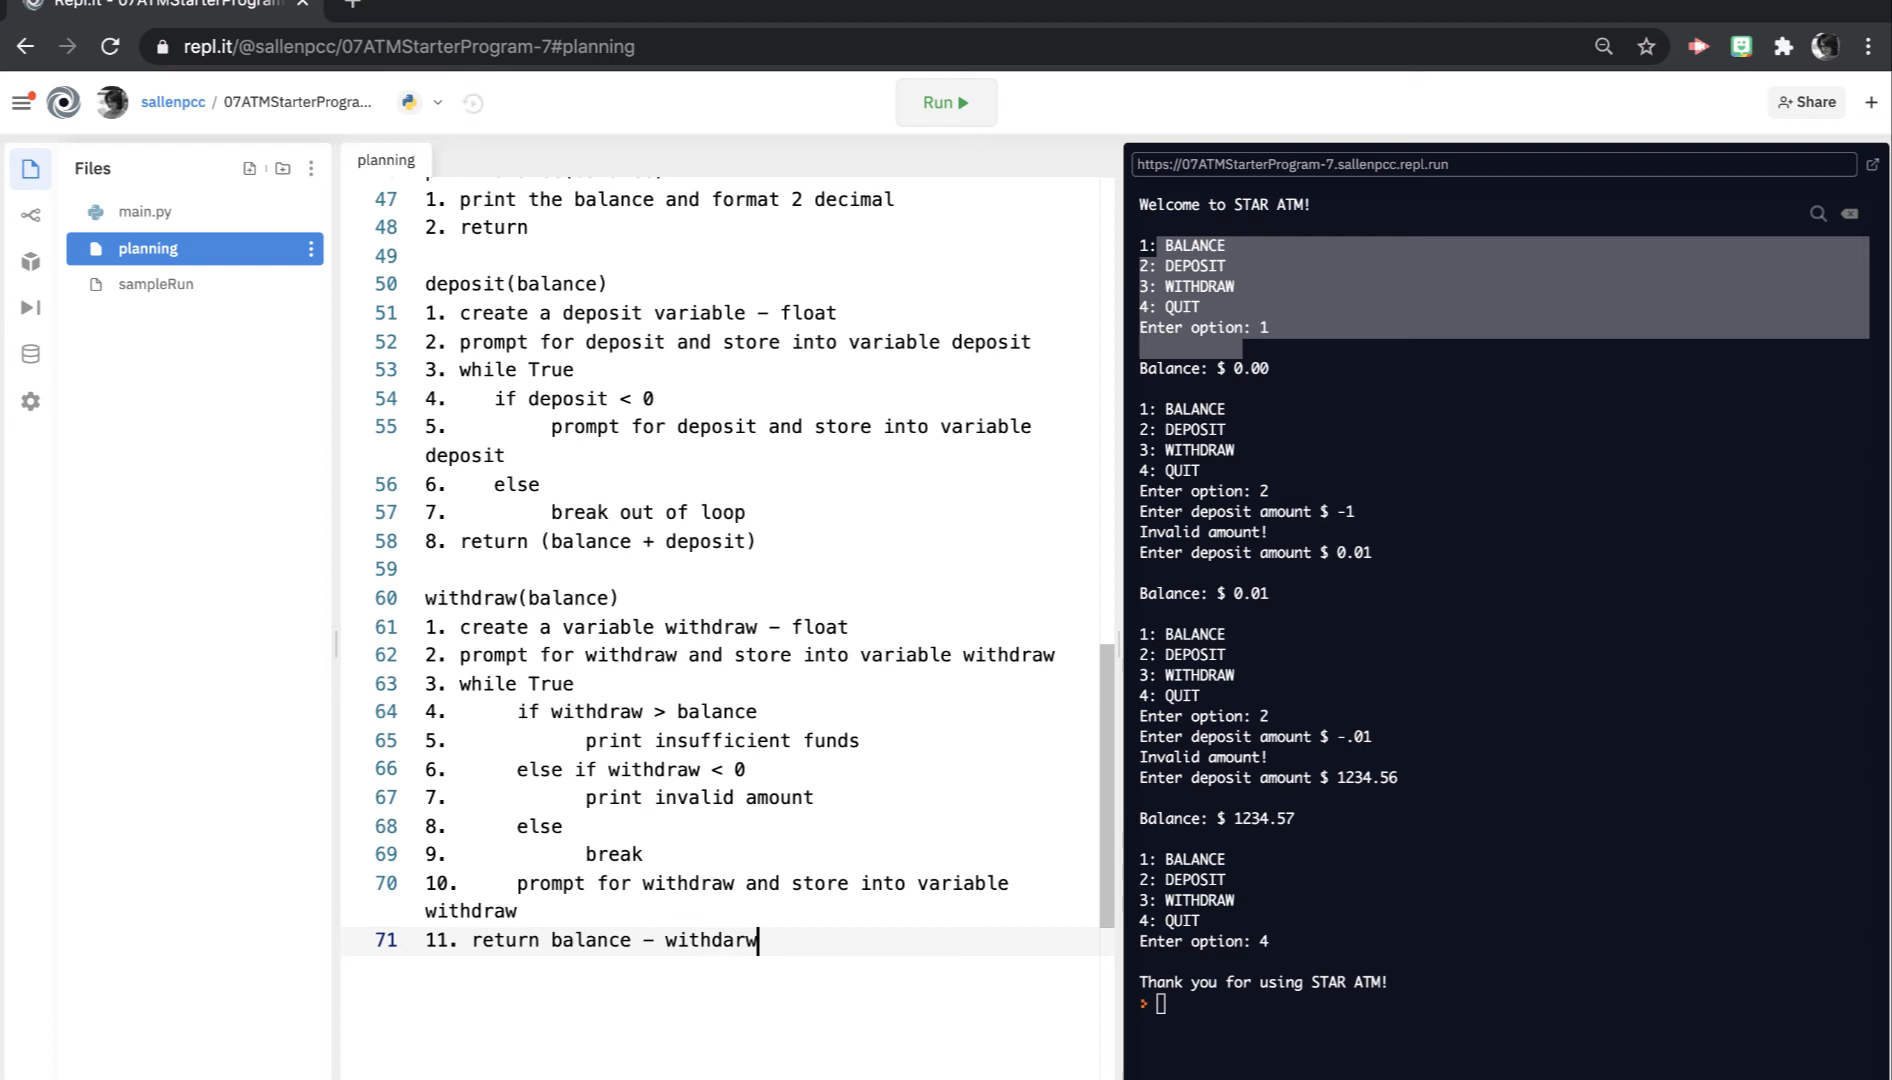 Repl.it - 07ATMStarterProgram
repl.it/@sallenpcc/07ATMStarterProgram-7#planning
sallenpcc / 07ATMStarterProgra...
Run
Share
Files
main.py
planning
sampleRun
planning
47 1. print the balance and format 2 decimal
48 2. return
49
50 deposit(balance)
51 1. create a deposit variable - float
52 2. prompt for deposit and store into variable deposit
53 3. while True
54 4. if deposit < 0
55 5. prompt for deposit and store into variable
deposit
56 6. else
57 7. break out of loop
58 8. return (balance + deposit)
59
60 withdraw(balance)
61 1. create a variable withdraw - float
62 2. prompt for withdraw and store into variable withdraw
63 3. while True
64 4. if withdraw > balance
65 5. print insufficient funds
66 6. else if withdraw < 0
67 7. print invalid amount
68 8. else
69 9. break
70 10. prompt for withdraw and store into variable
withdraw
71 11. return balance - withdarw
https://07ATMStarterProgram-7.sallenpcc.repl.run
Welcome to STAR ATM!
1: BALANCE
2: DEPOSIT
3: WITHDRAW
4: QUIT
Enter option: 1
Balance: $ 0.00
1: BALANCE
2: DEPOSIT
3: WITHDRAW
4: QUIT
Enter option: 2
Enter deposit amount $ -1
Invalid amount!
Enter deposit amount $ 0.01
Balance: $ 0.01
1: BALANCE
2: DEPOSIT
3: WITHDRAW
4: QUIT
Enter option: 2
Enter deposit amount $ -.01
Invalid amount!
Enter deposit amount $ 1234.56
Balance: $ 1234.57
1: BALANCE
2: DEPOSIT
3: WITHDRAW
4: QUIT
Enter option: 4
Thank you for using STAR ATM!